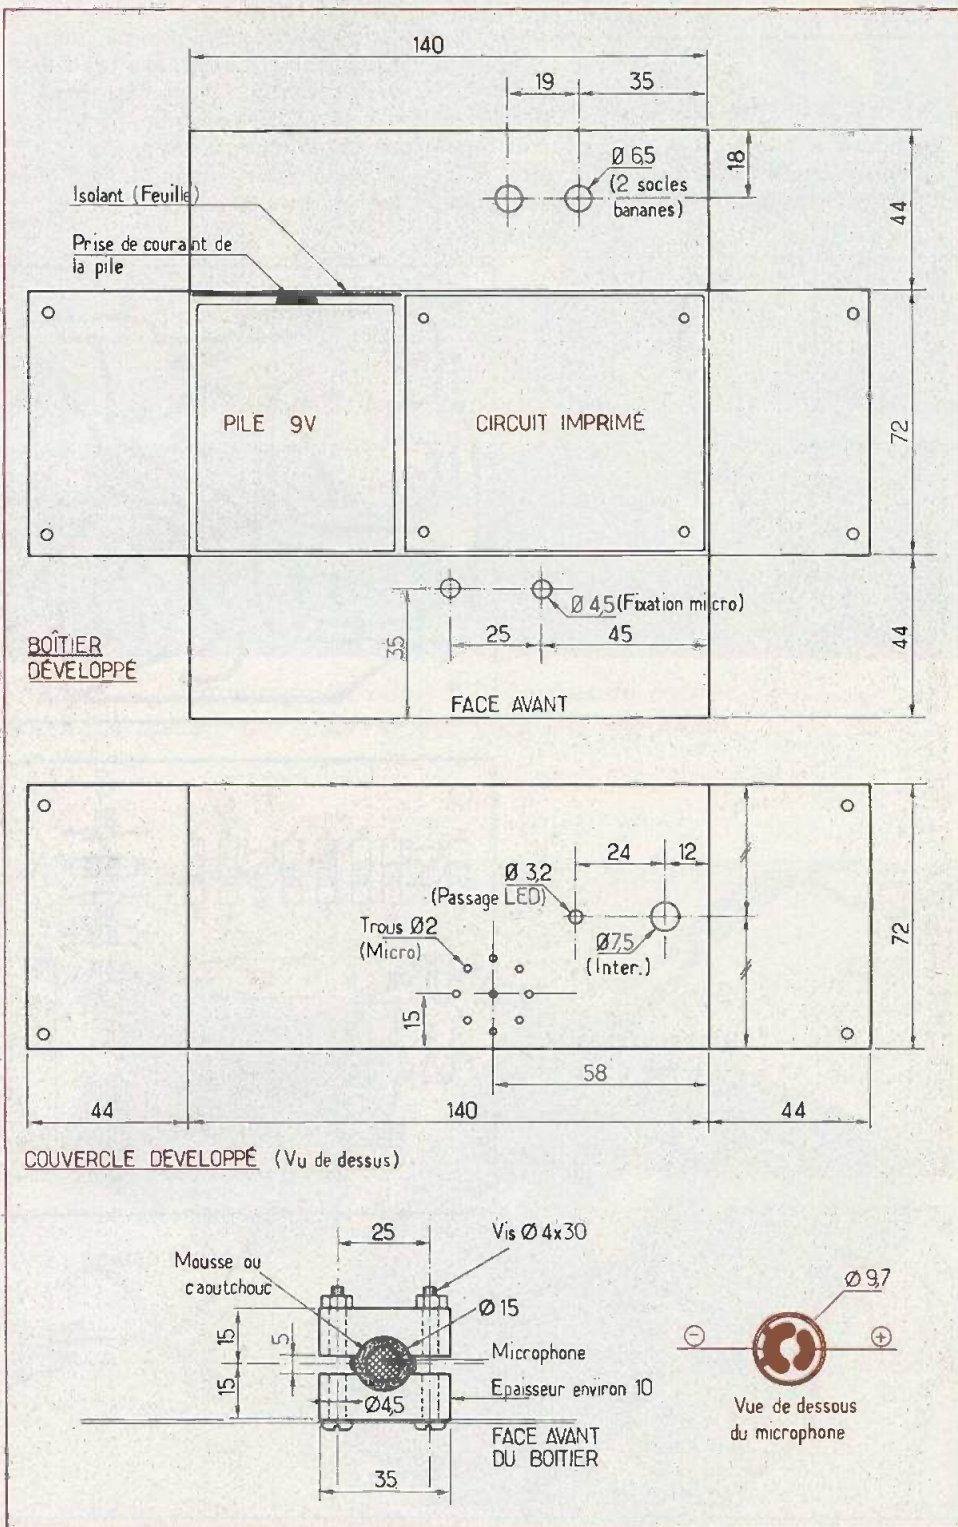 140
19
35
Ø 6,5
(2 socles
bananes)
18
44
Isolant (Feuille)
Prise de courant de
la pile
PILE 9V
CIRCUIT IMPRIMÉ
72
Ø 4,5 (Fixation micro)
35
25
45
44
BOÎTIER
DÉVELOPPÉ
FACE AVANT
24
12
Ø 3,2
(Passage LED)
Trous Ø2
(Micro)
Ø7,5
(Inter.)
72
15
58
44
140
44
COUVERCLE DEVELOPPÉ (Vu de dessus)
25
Vis Ø 4x30
Mousse ou
caoutchouc
Ø 15
Ø 9,7
15
5
Microphone
⊖
⊕
15
Ø4,5
Epaisseur environ 10
Vue de dessous
du microphone
FACE AVANT
DU BOITIER
35